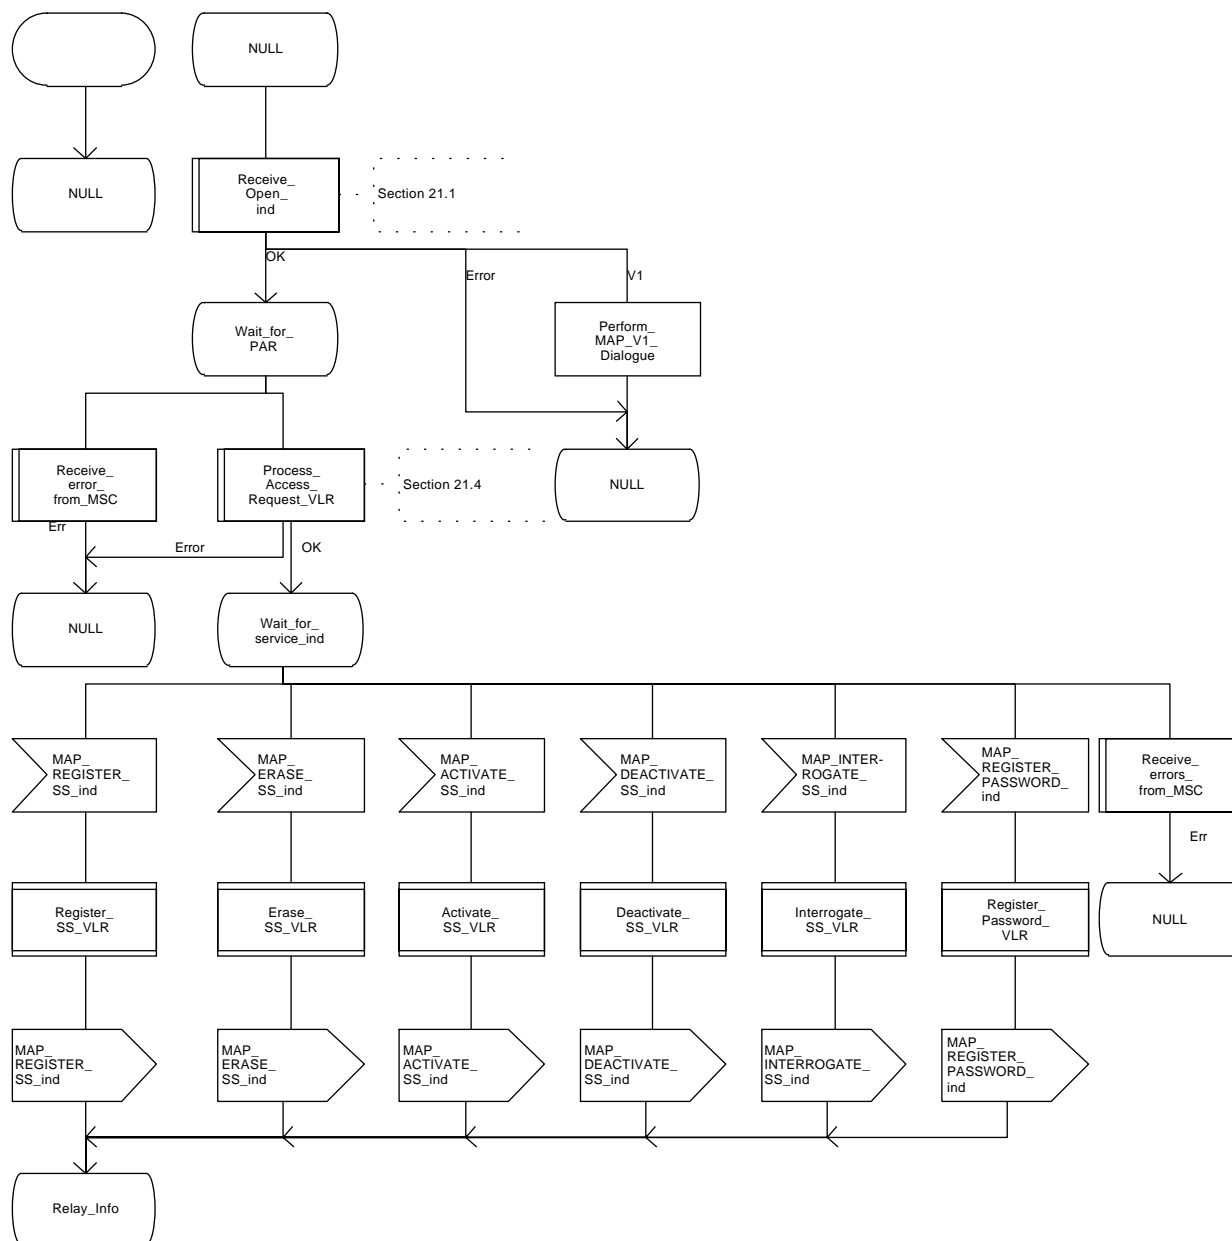 NULL
NULL
Receive_
Open_
ind
Section 21.1
OK
Error
V1
Wait_for_
PAR
Perform_
MAP_V1_
Dialogue
Receive_
error_
from_MSC
Process_
Access_
Request_VLR
Section 21.4
NULL
Err
Error
OK
NULL
Wait_for_
service_ind
MAP_
REGISTER_
SS_ind
MAP_
ERASE_
SS_ind
MAP_
ACTIVATE_
SS_ind
MAP_
DEACTIVATE_
SS_ind
MAP_INTER-
ROGATE_
SS_ind
MAP_
REGISTER_
PASSWORD_
ind
Receive_
errors_
from_MSC
Err
Register_
SS_VLR
Erase_
SS_VLR
Activate_
SS_VLR
Deactivate_
SS_VLR
Interrogate_
SS_VLR
Register_
Password_
VLR
NULL
MAP_
REGISTER_
SS_ind
MAP_
ERASE_
SS_ind
MAP_
ACTIVATE_
SS_ind
MAP_
DEACTIVATE_
SS_ind
MAP_
INTERROGATE_
SS_ind
MAP_
REGISTER_
PASSWORD_
ind
Relay_Info